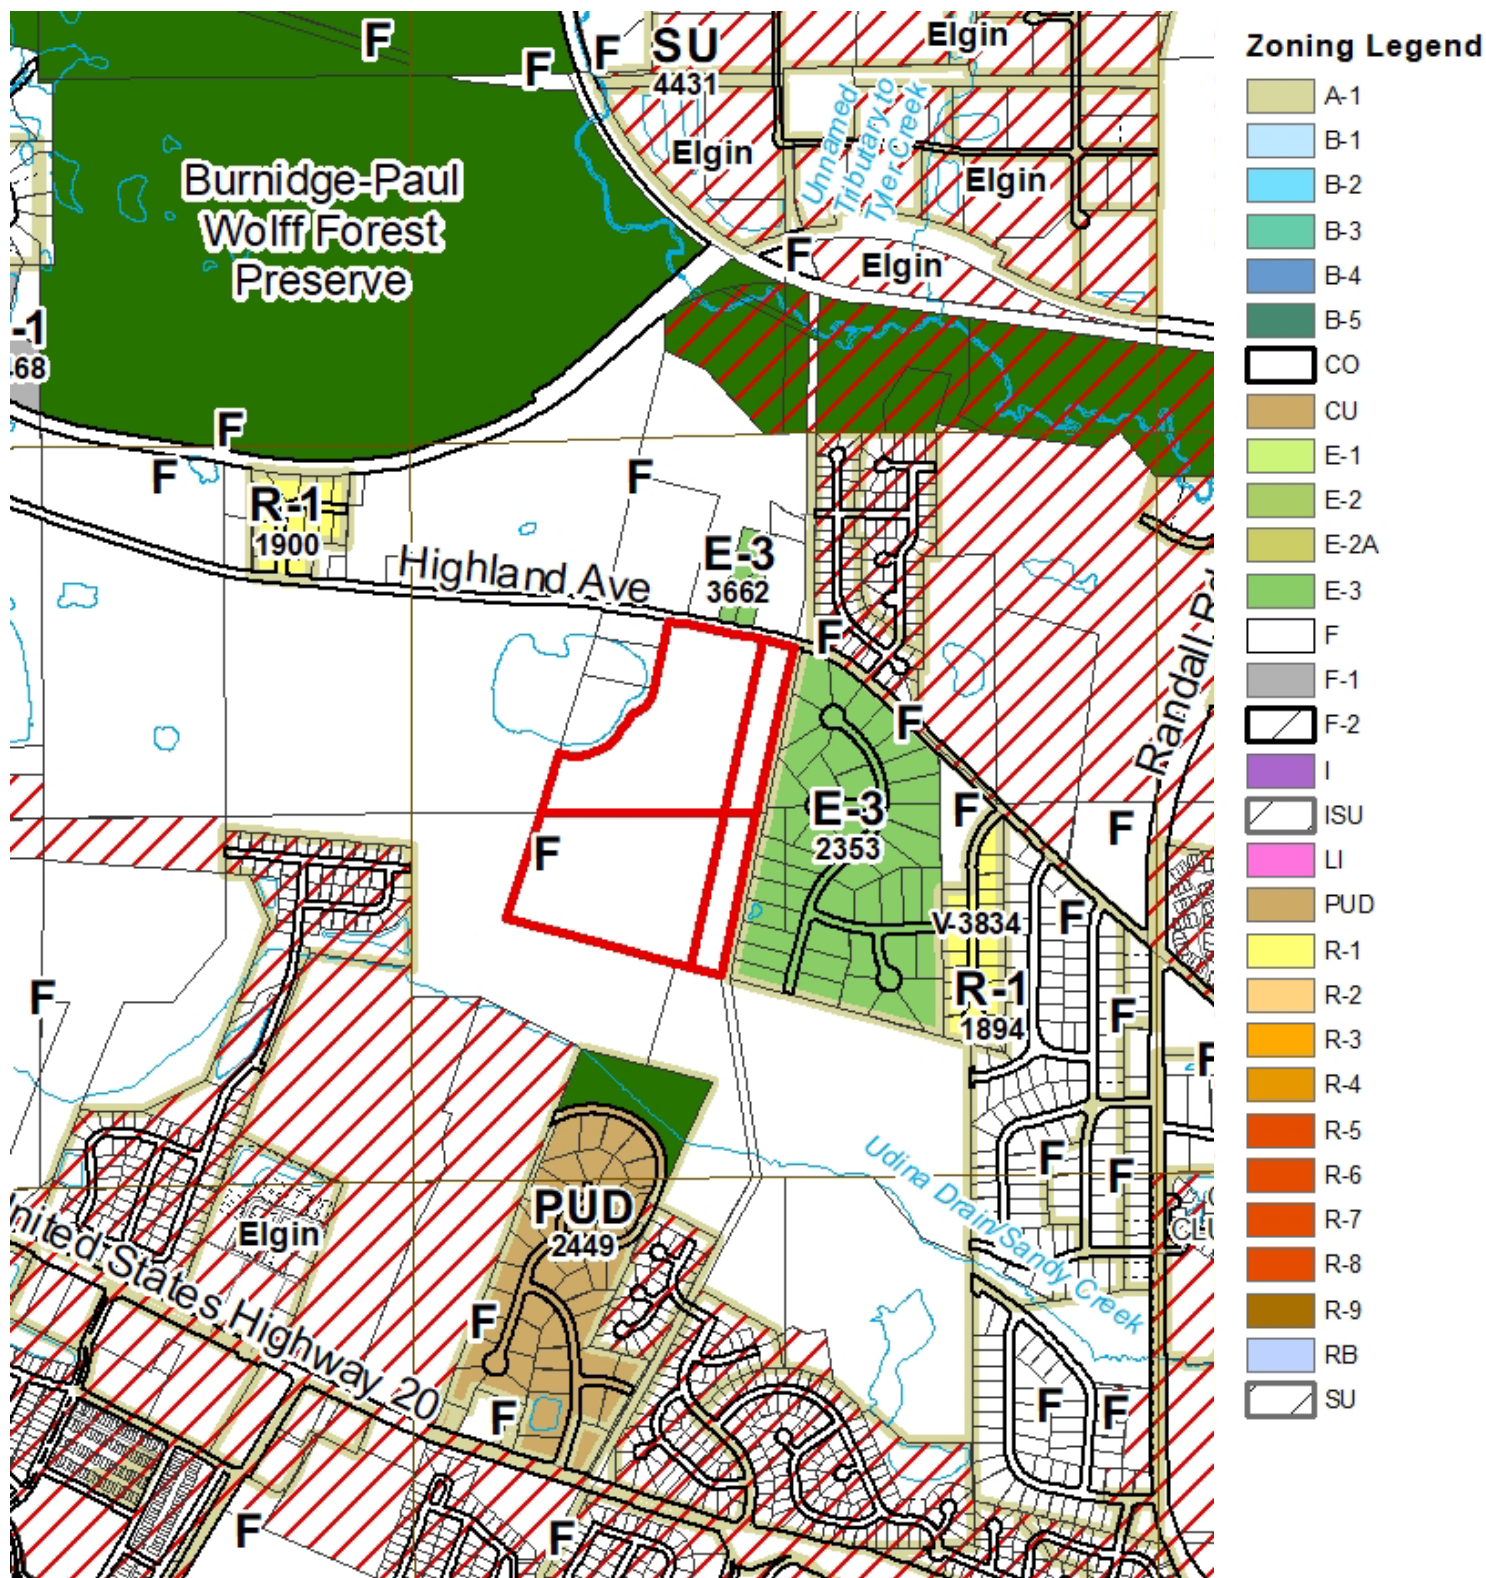 F
F
F
SU
4431
Elgin
Elgin
Unnamed
Tributary to
Tyler Creek
Elgin
Burnidge-Paul
Wolff Forest
Preserve
F
Elgin
-1
68
F
F
R-1
1900
F
Highland Ave
E-3
3662
F
F
Randall Rd
E-3
2353
F
F
F
V-3834
F
R-1
1894
F
F
F
PUD
2449
Elgin
F
F
United States Highway 20
F
Udina Drain/Sandy Creek
F
F
CLU
F
F
F
F
Zoning Legend
A-1
B-1
B-2
B-3
B-4
B-5
CO
CU
E-1
E-2
E-2A
E-3
F
F-1
F-2
I
ISU
LI
PUD
R-1
R-2
R-3
R-4
R-5
R-6
R-7
R-8
R-9
RB
SU